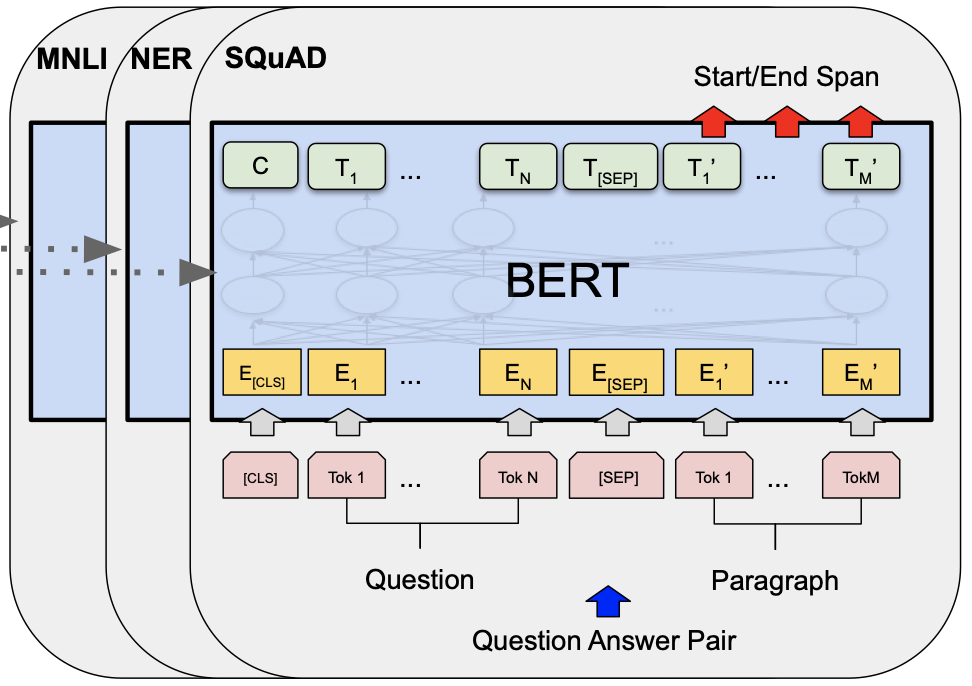 MNLI NER SQuAD
Start/End Span
C T1 ... TN T[SEP] T1’ ... TM’
...
BERT
...
E[CLS] E1 ... EN E[SEP] E1’ ... EM’
[CLS] Tok 1 ... Tok N [SEP] Tok 1 ... TokM
Question Paragraph
Question Answer Pair